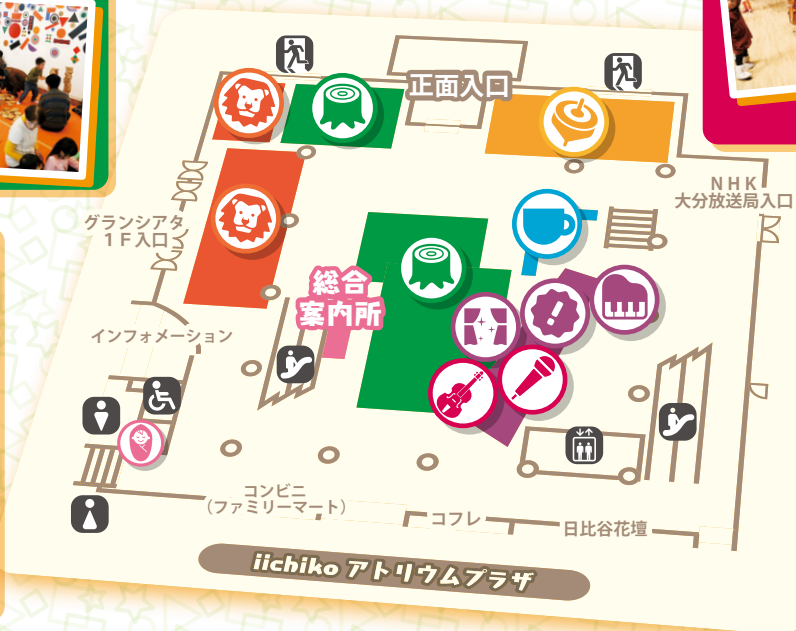 正面入口
NHK
大分放送局入口
グランシアタ
1F入口
総合
案内所
インフォメーション
コンビニ
（ファミリーマート）
コフレ
日比谷花壇
iichiko アトリウムプラザ